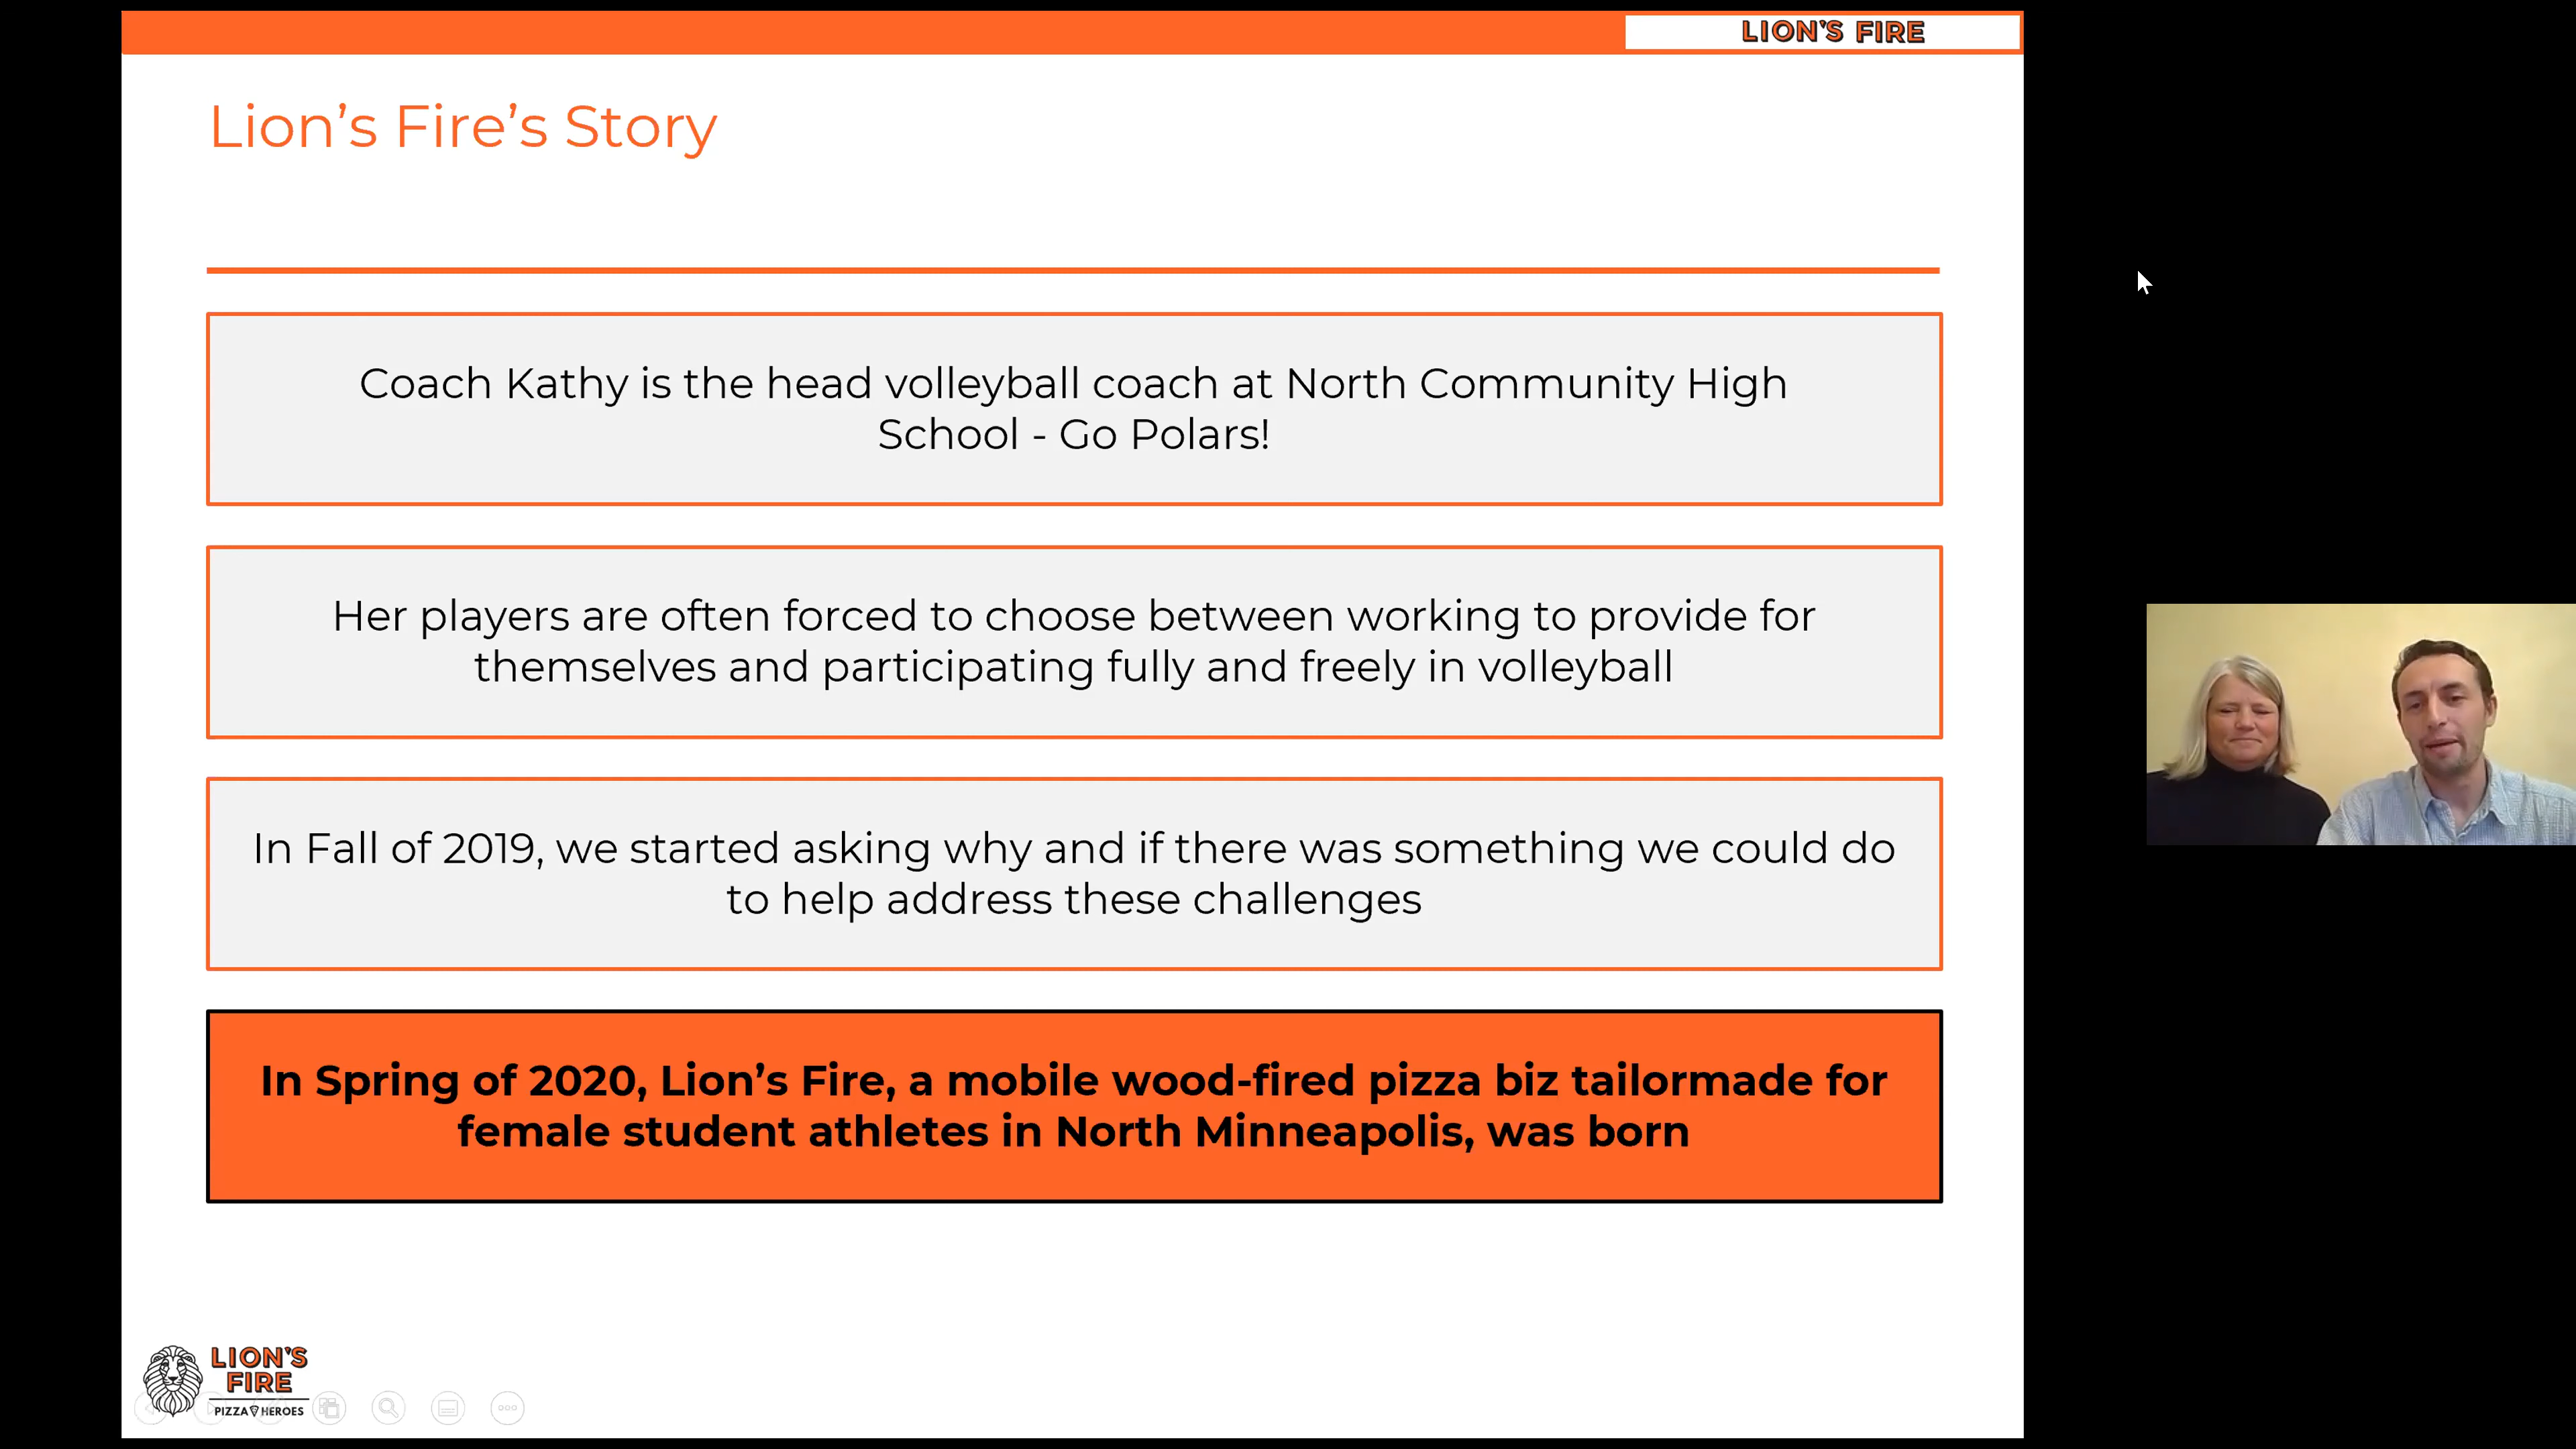 LION'S FIRE
Lion’s Fire’s Story
Coach Kathy is the head volleyball coach at North Community High
School - Go Polars!
Her players are often forced to choose between working to provide for
themselves and participating fully and freely in volleyball
In Fall of 2019, we started asking why and if there was something we could do
to help address these challenges
In Spring of 2020, Lion’s Fire, a mobile wood-fired pizza biz tailormade for
female student athletes in North Minneapolis, was born
LION'S
FIRE
PIZZA HEROES